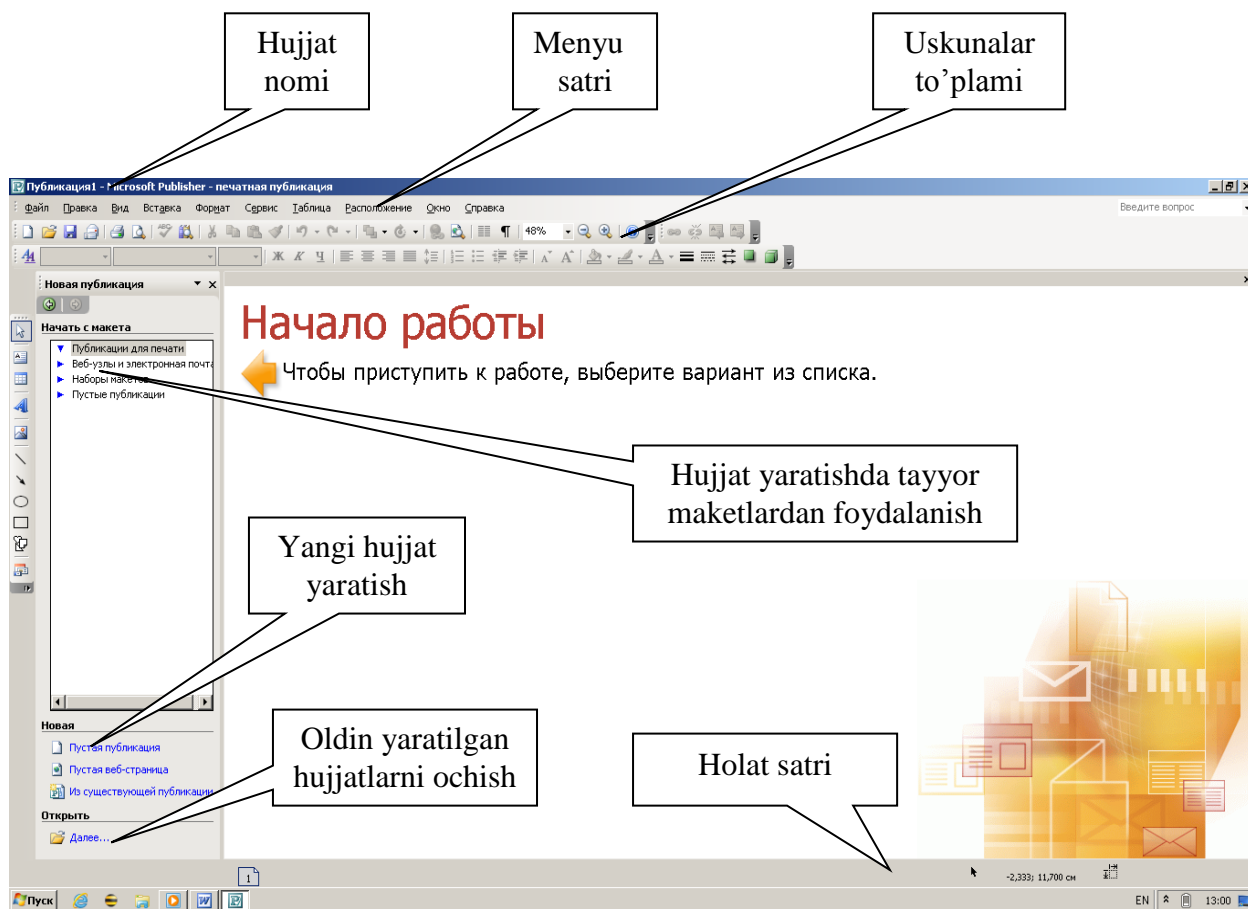 Hujjat
nomi
Menyu
satri
Uskunalar
to’plami
Публикация1 - Microsoft Publisher - печатная публикация
Файл Правка Вид Вставка Формат Сервис Таблица Расположение Окно Справка
Введите вопрос
48%
Ж К Ч
Новая публикация
Начать с макета
Публикации для печати
Веб-узлы и электронная почта
Наборы макетов
Пустые публикации
Начало работы
Чтобы приступить к работе, выберите вариант из списка.
Hujjat yaratishda tayyor
maketlardan foydalanish
Yangi hujjat
yaratish
Новая
Пустая публикация
Пустая веб-страница
Из существующей публикации
Oldin yaratilgan
hujjatlarni ochish
Holat satri
Открыть
Далее...
1
-2,333; 11,700 см
Пуск
EN
13:00